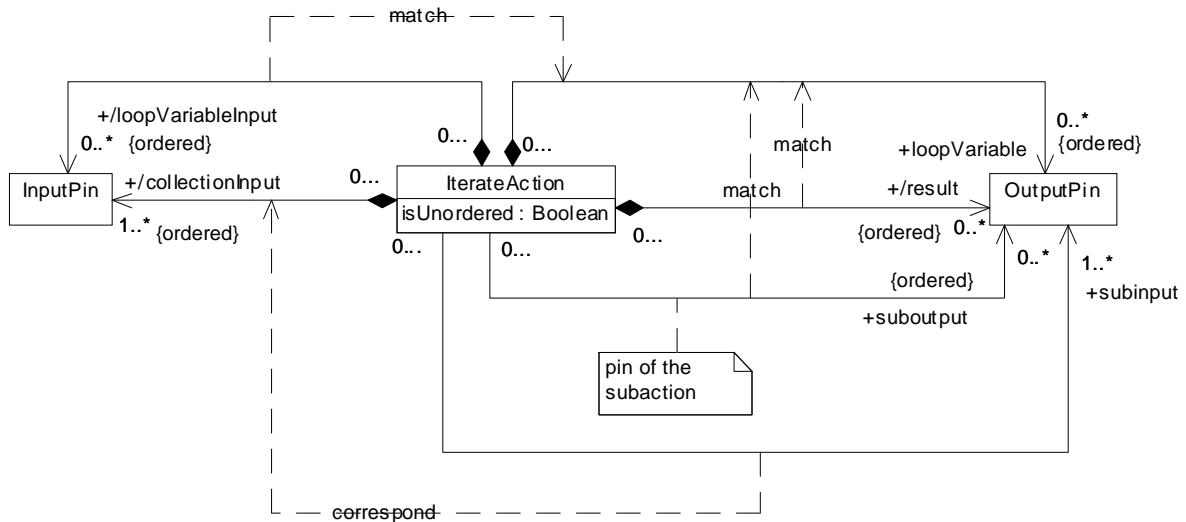 match
+/loopVariableInput
0..*
{ordered}
0...
0...
0..*
{ordered}
+loopVariable
match
InputPin
+/collectionInput
0...
IterateAction
match
+/result
OutputPin
isUnordered : Boolean
1..*
{ordered}
0...
0...
0...
{ordered}
0..*
0..*
1..*
{ordered}
+subinput
+suboutput
pin of the
subaction
correspond